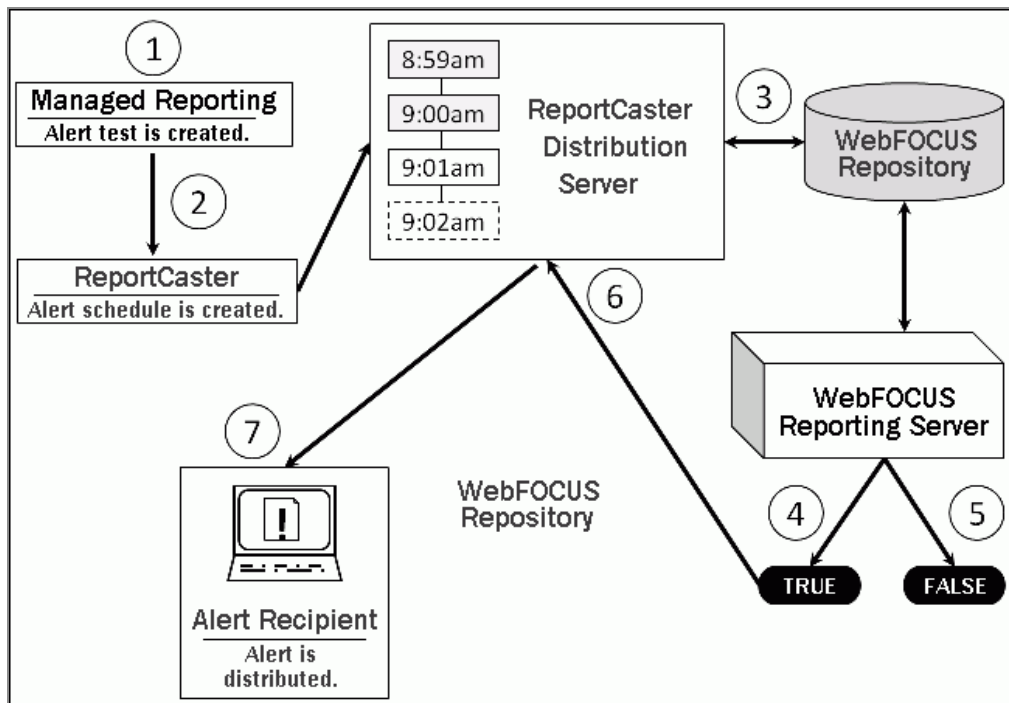 1
Managed Reporting
Alert test is created.
2
ReportCaster
Alert schedule is created.
8:59am
9:00am
9:01am
9:02am
ReportCaster
Distribution
Server
3
WebFOCUS
Repository
WebFOCUS
Reporting Server
4
5
TRUE
FALSE
6
7
WebFOCUS
Repository
Alert Recipient
Alert is
distributed.